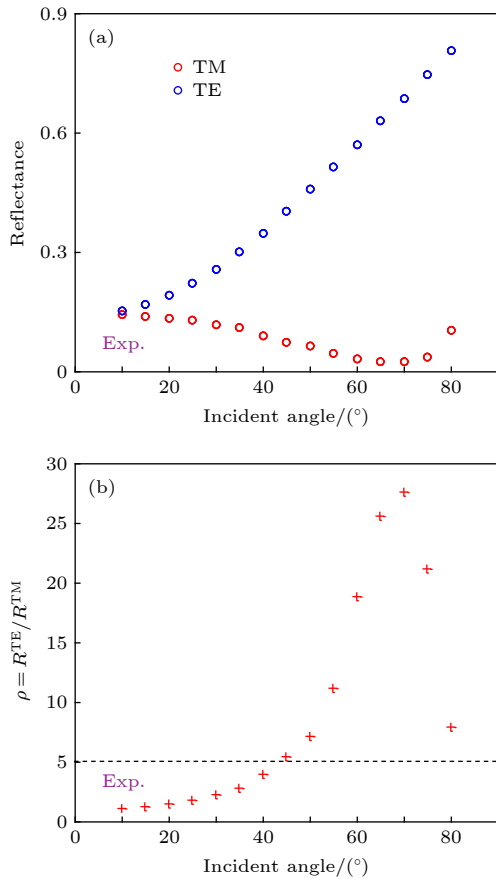 0.9
(a)
TM
TE
0.6
Reflectance
0.3
Exp.
0
0 20 40 60 80
Incident angle/(°)
30
(b)
25
20
ρ = R^TE/R^TM
15
10
5
Exp.
0
0 20 40 60 80
Incident angle/(°)